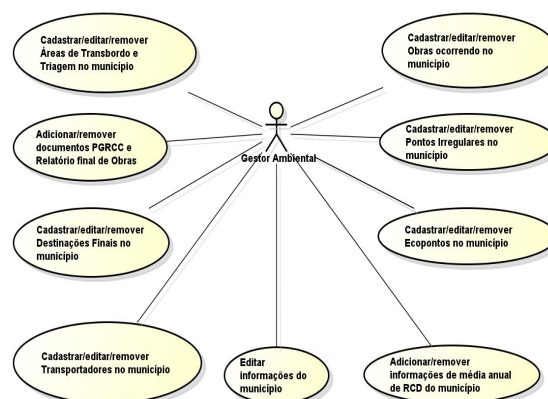 Cadastrar/editar/remover
Áreas de Transbordo e
Triagem no município
Cadastrar/editar/remover
Obras ocorrendo no
município
Adicionar/remover
documentos PGRCC e
Relatório final de Obras
Gestor Ambiental
Cadastrar/editar/remover
Pontos Irregulares no
município
Cadastrar/editar/remover
Destinações Finais no
município
Cadastrar/editar/remover
Ecopontos no município
Cadastrar/editar/remover
Transportadores no município
Editar
informações do
município
Adicionar/remover
informações de média anual
de RCD do município